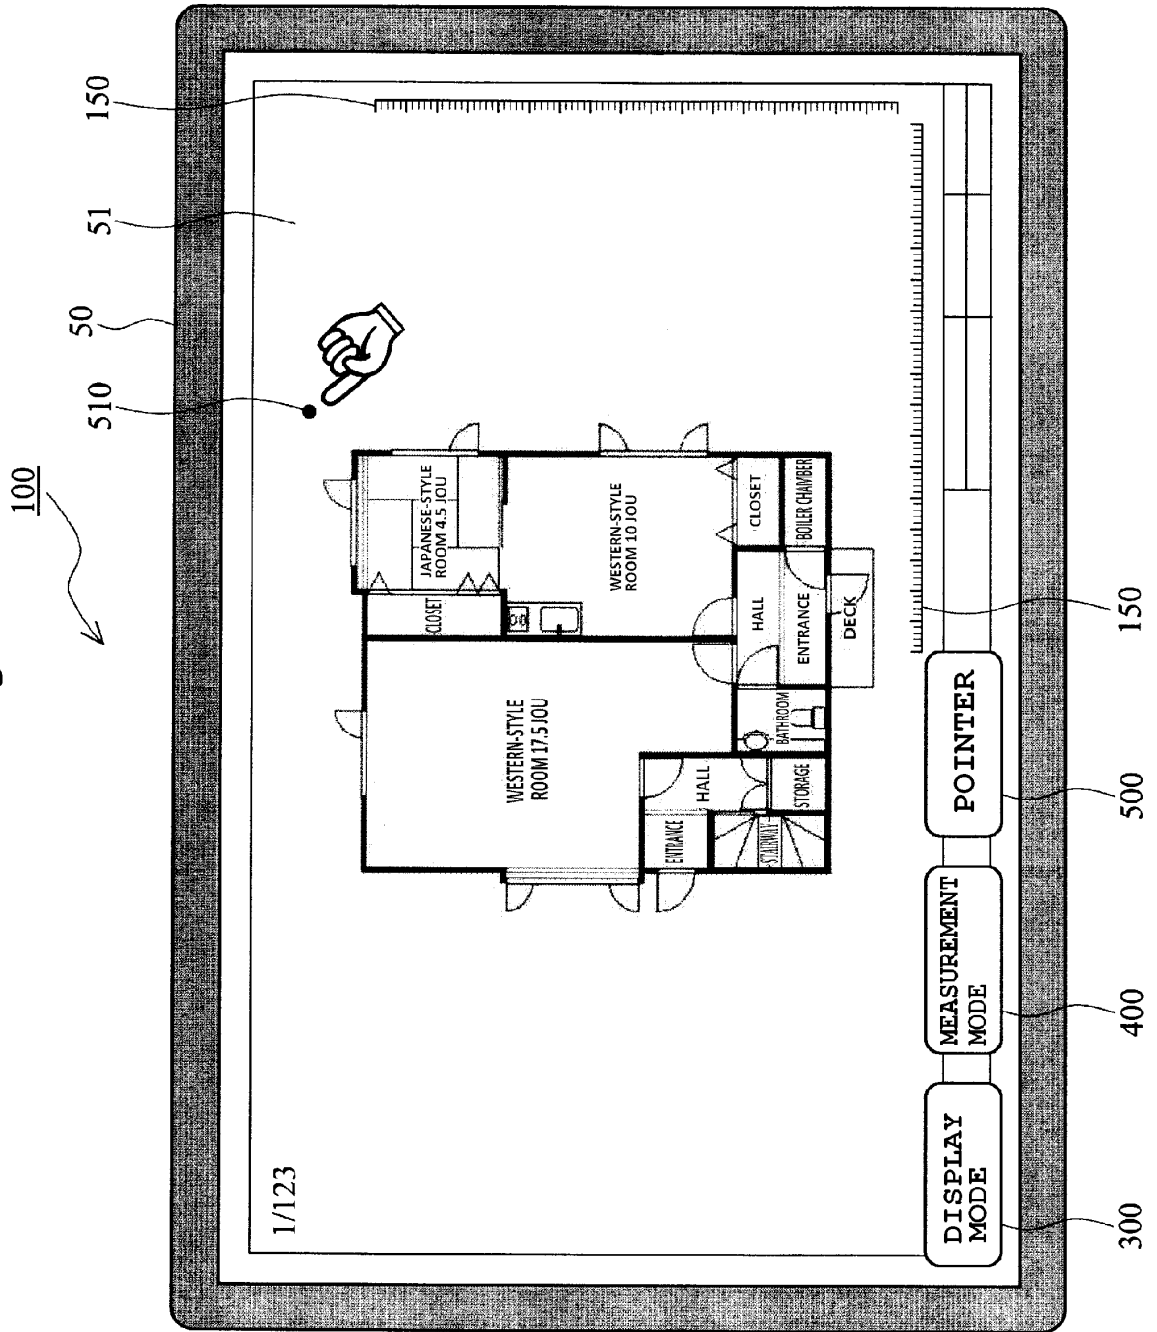 100
510
50
51
150
1/123
CLOSET
JAPANESE-STYLE
ROOM 4.5 JOU
WESTERN-STYLE
ROOM 17.5 JOU
WESTERN-STYLE
ROOM 10 JOU
ENTRANCE
HALL
HALL
CLOSET
STAIRWAY
STORAGE
BATHROOM
ENTRANCE
BOILER CHAMBER
DECK
DISPLAY
MODE
MEASUREMENT
MODE
POINTER
300
400
500
150